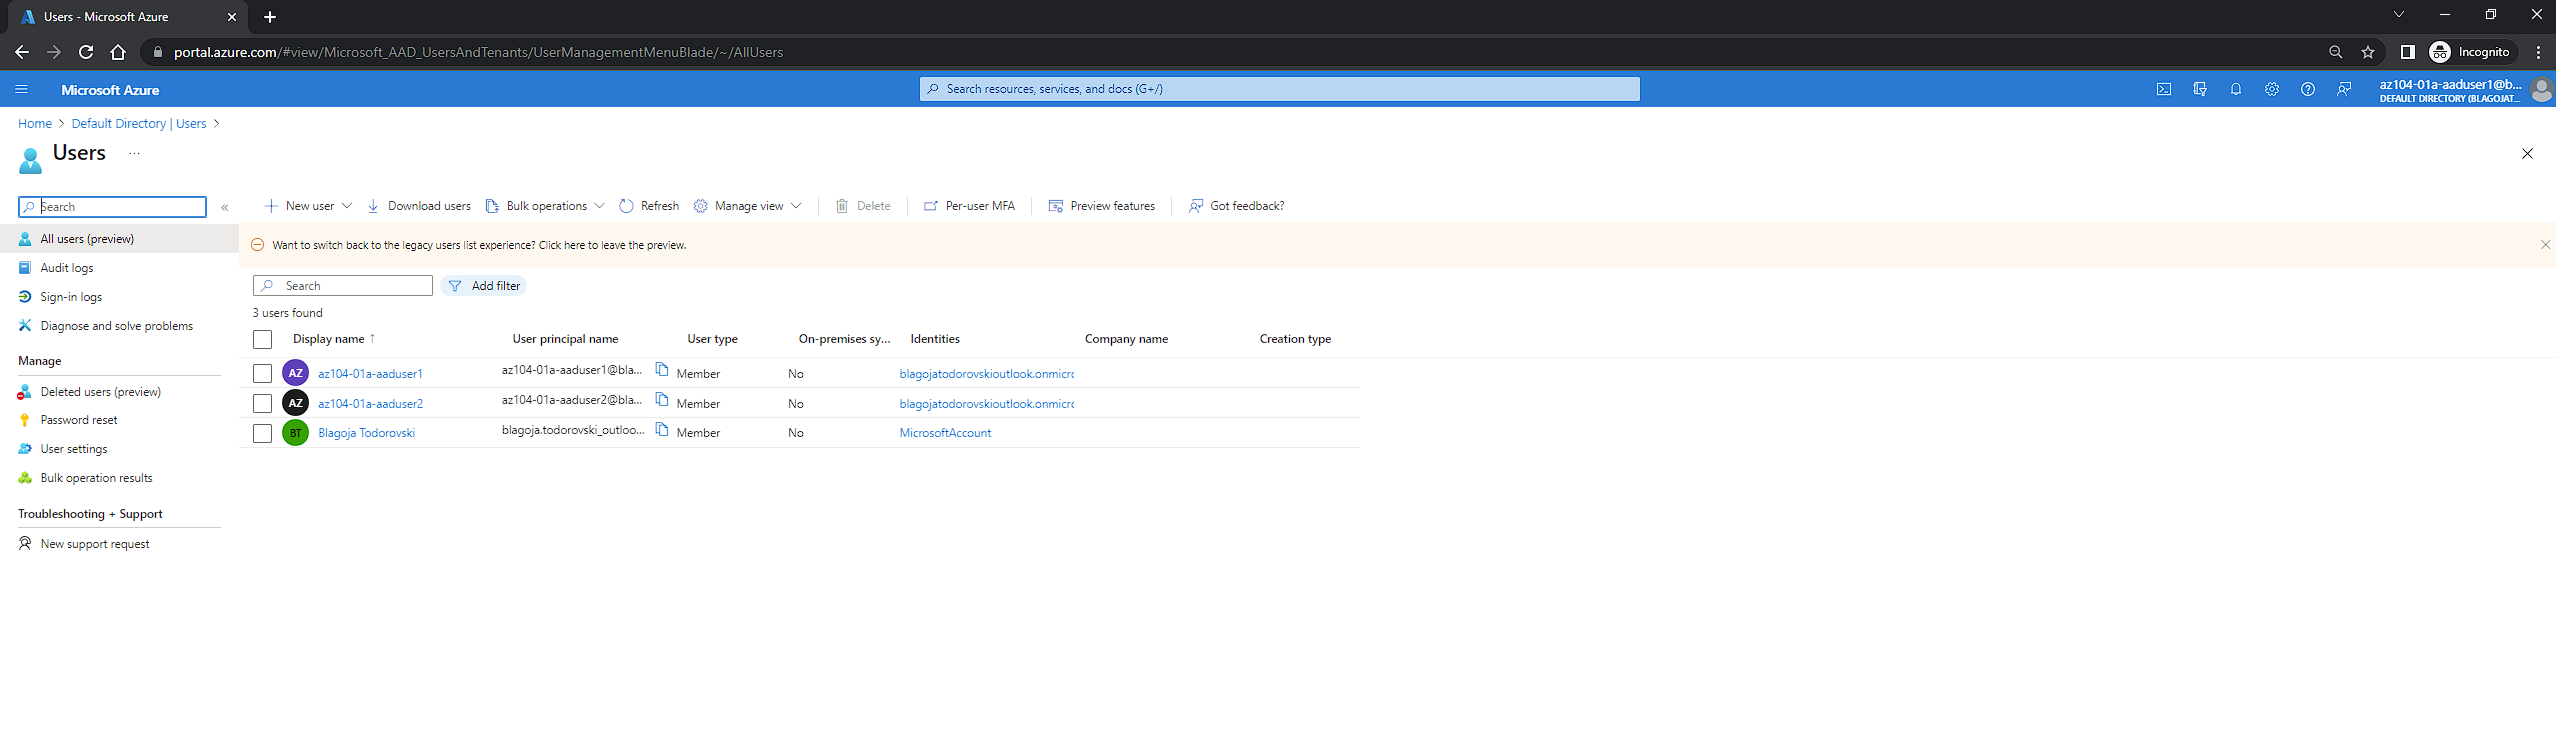 Users - Microsoft Azure
portal.azure.com/#view/Microsoft_AAD_UsersAndTenants/UserManagementMenuBlade/~/AllUsers
Incognito
Microsoft Azure
Search resources, services, and docs (G+/)
az104-01a-aaduser1@b...
DEFAULT DIRECTORY (BLAGOJAT...
Home > Default Directory | Users >
Users ...
Search «
New user Download users Bulk operations Refresh Manage view Delete Per-user MFA Preview features Got feedback?
All users (preview)
Audit logs
Sign-in logs
Diagnose and solve problems
Manage
Deleted users (preview)
Password reset
User settings
Bulk operation results
Troubleshooting + Support
New support request
Want to switch back to the legacy users list experience? Click here to leave the preview.
Search Add filter
3 users found
Display name ↑ User principal name User type On-premises sy... Identities Company name Creation type
AZ az104-01a-aaduser1 az104-01a-aaduser1@bla... Member No blagojatodorovskioutlook.onmicrc
AZ az104-01a-aaduser2 az104-01a-aaduser2@bla... Member No blagojatodorovskioutlook.onmicrc
BT Blagoja Todorovski blagoja.todorovski_outloo... Member No MicrosoftAccount